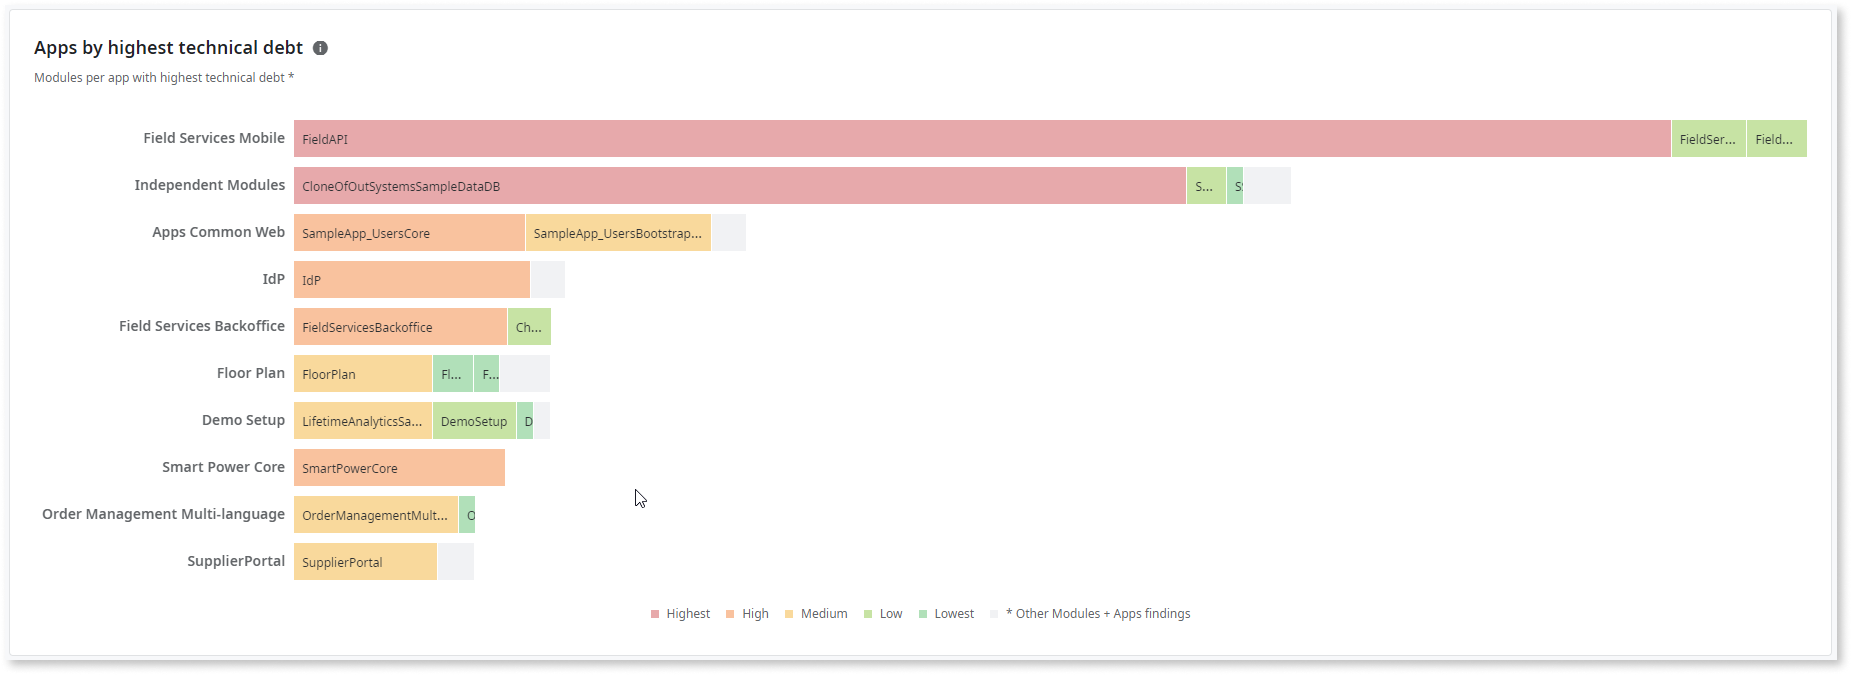 Apps by highest technical debt
Modules per app with highest technical debt *
Field Services Mobile FieldAPI FieldSer... Field...
Independent Modules CloneOfOutSystemsSampleDataDB S... S
Apps Common Web SampleApp_UsersCore SampleApp_UsersBootstrap...
IdP IdP
Field Services Backoffice FieldServicesBackoffice Ch...
Floor Plan FloorPlan Fl... F...
Demo Setup LifetimeAnalyticsSa... DemoSetup D
Smart Power Core SmartPowerCore
Order Management Multi-language OrderManagementMult... O
SupplierPortal SupplierPortal
Highest High Medium Low Lowest * Other Modules + Apps findings